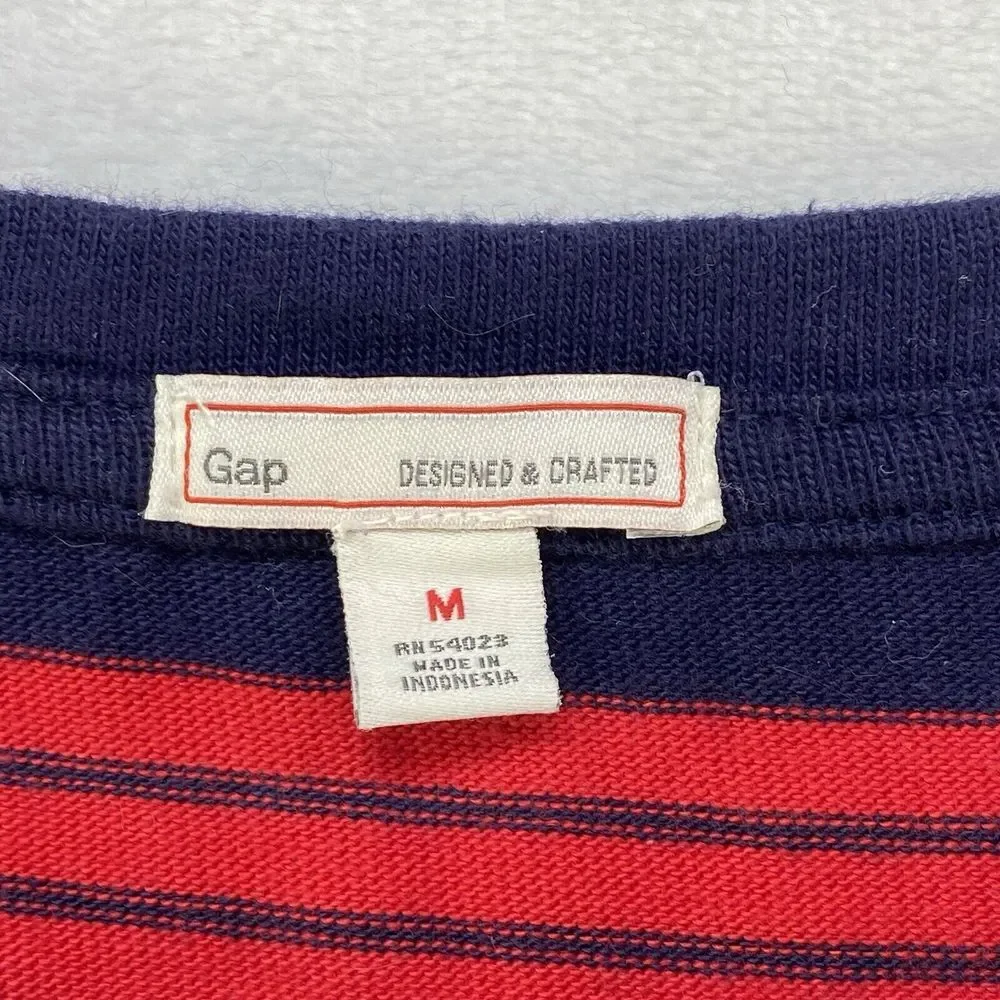 Gap DESIGNED & CRAFTED
M
RN 54023
MADE IN
INDONESIA